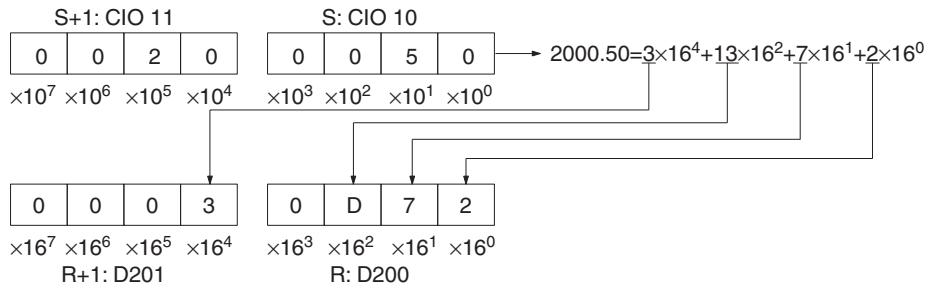 S+1: CIO 11 S: CIO 10
0 0 2 0 0 0 5 0 2000.50=3×16⁴+13×16²+7×16¹+2×16⁰
×10⁷ ×10⁶ ×10⁵ ×10⁴ ×10³ ×10² ×10¹ ×10⁰
0 0 0 3 0 D 7 2
×16⁷ ×16⁶ ×16⁵ ×16⁴ ×16³ ×16² ×16¹ ×16⁰
R+1: D201 R: D200